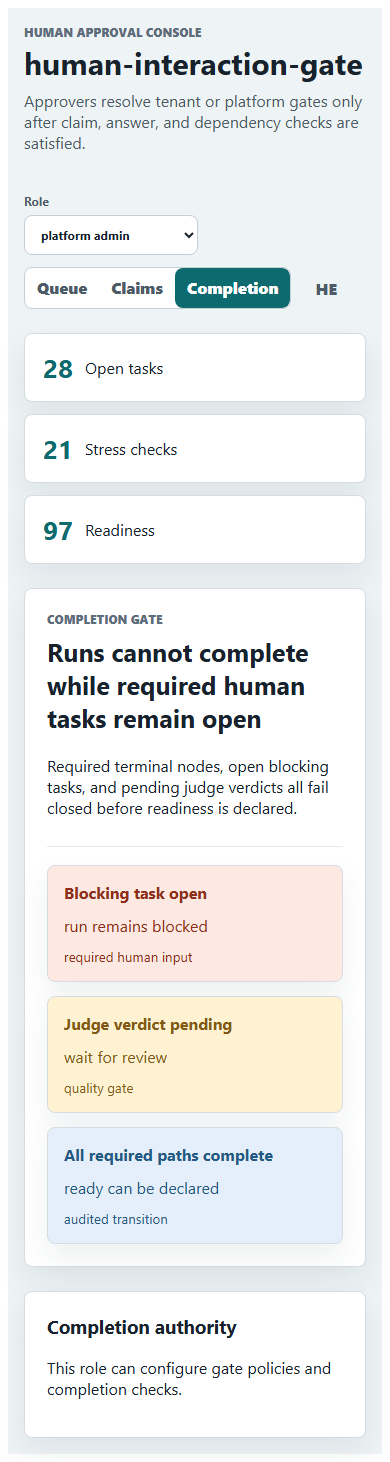 HUMAN APPROVAL CONSOLE
human-interaction-gate
Approvers resolve tenant or platform gates only
after claim, answer, and dependency checks are
satisfied.
Role
platform admin
Queue Claims Completion HE
28 Open tasks
21 Stress checks
97 Readiness
COMPLETION GATE
Runs cannot complete
while required human
tasks remain open
Required terminal nodes, open blocking
tasks, and pending judge verdicts all fail
closed before readiness is declared.
Blocking task open
run remains blocked
required human input
Judge verdict pending
wait for review
quality gate
All required paths complete
ready can be declared
audited transition
Completion authority
This role can configure gate policies and
completion checks.